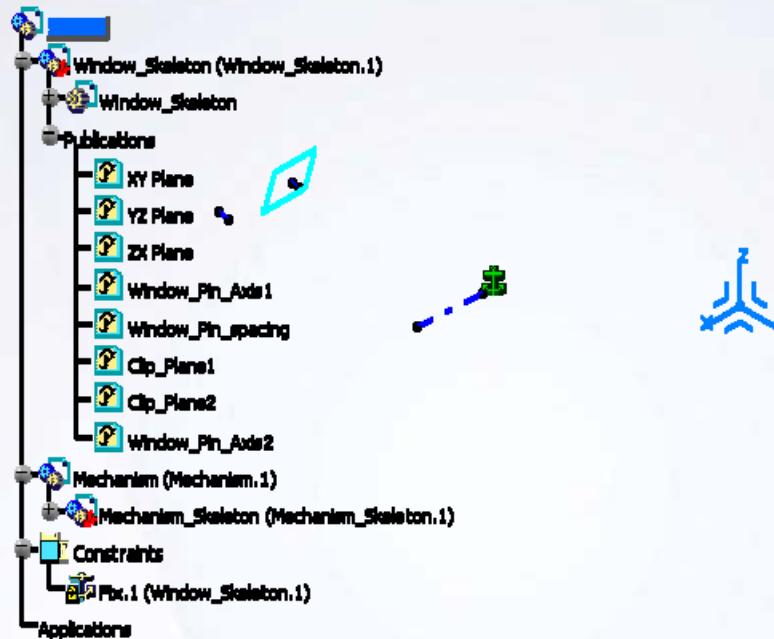 Window_Skeleton (Window_Skeleton.1)
Window_Skeleton
Publications
XY Plane
YZ Plane
ZX Plane
Window_Pin_Axis1
Window_Pin_spacing
Clip_Plane1
Clip_Plane2
Window_Pin_Axis2
Mechanism (Mechanism.1)
Mechanism_Skeleton (Mechanism_Skeleton.1)
Constraints
Fix.1 (Window_Skeleton.1)
Applications
Z
X